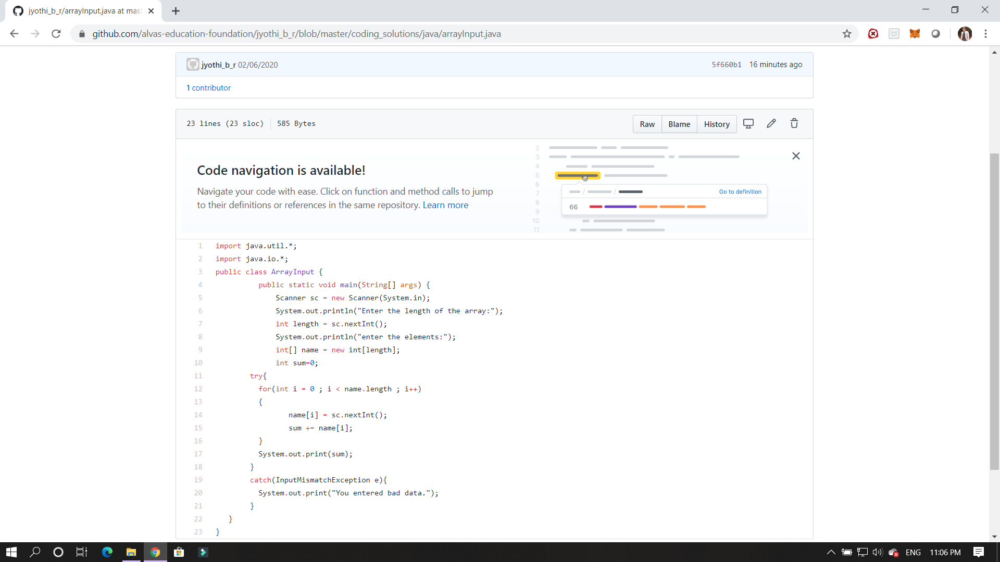 jyothi_b_r/arrayInput.java at mast
github.com/alvas-education-foundation/jyothi_b_r/blob/master/coding_solutions/java/arrayInput.java
jyothi_b_r 02/06/2020
5f660b1 16 minutes ago
1 contributor
23 lines (23 sloc) 585 Bytes
Raw Blame History
Code navigation is available!
Navigate your code with ease. Click on function and method calls to jump
to their definitions or references in the same repository. Learn more
2
3
4
5
6
7
8
9
10
11
Go to definition
66
1 import java.util.*;
2 import java.io.*;
3 public class ArrayInput {
4 public static void main(String[] args) {
5 Scanner sc = new Scanner(System.in);
6 System.out.println("Enter the length of the array:");
7 int length = sc.nextInt();
8 System.out.println("enter the elements:");
9 int[] name = new int[length];
10 int sum=0;
11 try{
12 for(int i = 0 ; i < name.length ; i++)
13 {
14 name[i] = sc.nextInt();
15 sum += name[i];
16 }
17 System.out.print(sum);
18 }
19 catch(InputMismatchException e){
20 System.out.print("You entered bad data.");
21 }
22 }
23 }
ENG 11:06 PM